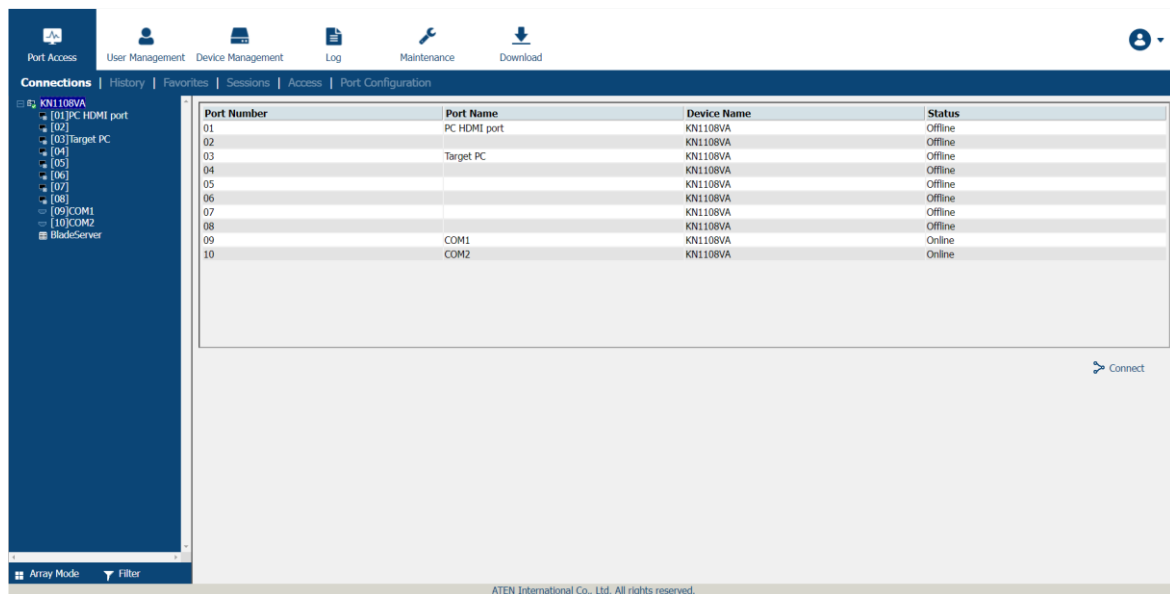 Port Access User Management Device Management Log Maintenance Download
Connections | History | Favorites | Sessions | Access | Port Configuration
KN1108VA
[01]PC HDMI port
[02]
[03]Target PC
[04]
[05]
[06]
[07]
[08]
[09]COM1
[10]COM2
BladeServer
Port Number Port Name Device Name Status
01 PC HDMI port KN1108VA Offline
02 KN1108VA Offline
03 Target PC KN1108VA Offline
04 KN1108VA Offline
05 KN1108VA Offline
06 KN1108VA Offline
07 KN1108VA Offline
08 KN1108VA Offline
09 COM1 KN1108VA Online
10 COM2 KN1108VA Online
Connect
Array Mode Filter
ATEN International Co., Ltd. All rights reserved.